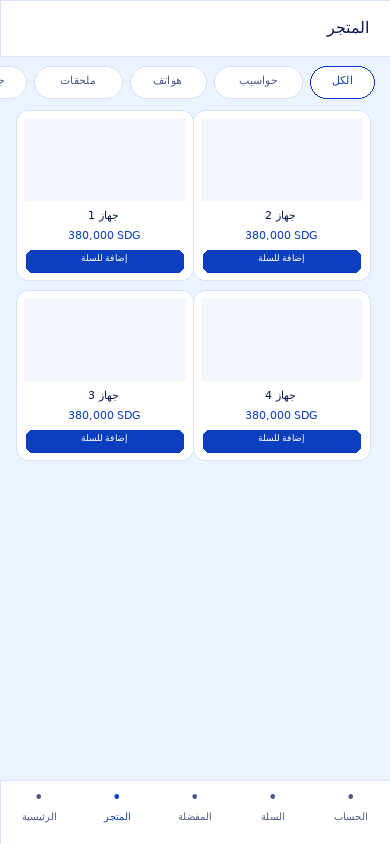 المتجر
الكل
حواسيب
هواتف
ملحقات
جهاز 2
380,000 SDG
إضافة للسلة
جهاز 1
380,000 SDG
إضافة للسلة
جهاز 4
380,000 SDG
إضافة للسلة
جهاز 3
380,000 SDG
إضافة للسلة
الحساب
السلة
المفضلة
المتجر
الرئيسية